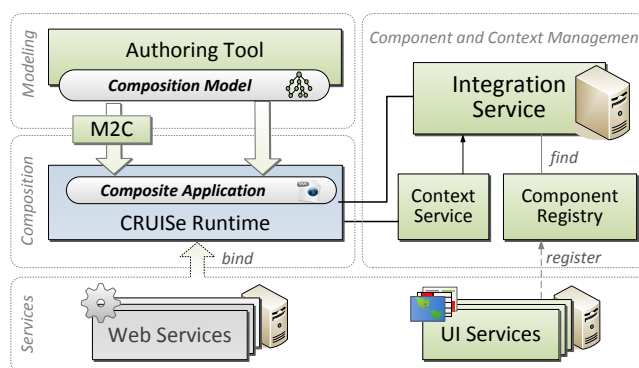 Modeling
Authoring Tool
Composition Model
M2C
Component and Context Management
Integration
Service
find
Composition
Composite Application
CRUISe Runtime
bind
Context
Service
Component
Registry
register
Services
Web Services
UI Services